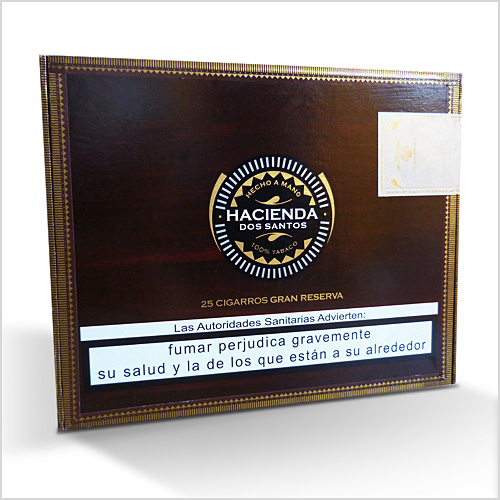 HECHO A MANO
HACIENDA
DOS SANTOS
100% TABACO
25 CIGARROS GRAN RESERVA
Las Autoridades Sanitarias Advierten:
fumar perjudica gravemente
su salud y la de los que están a su alrededor